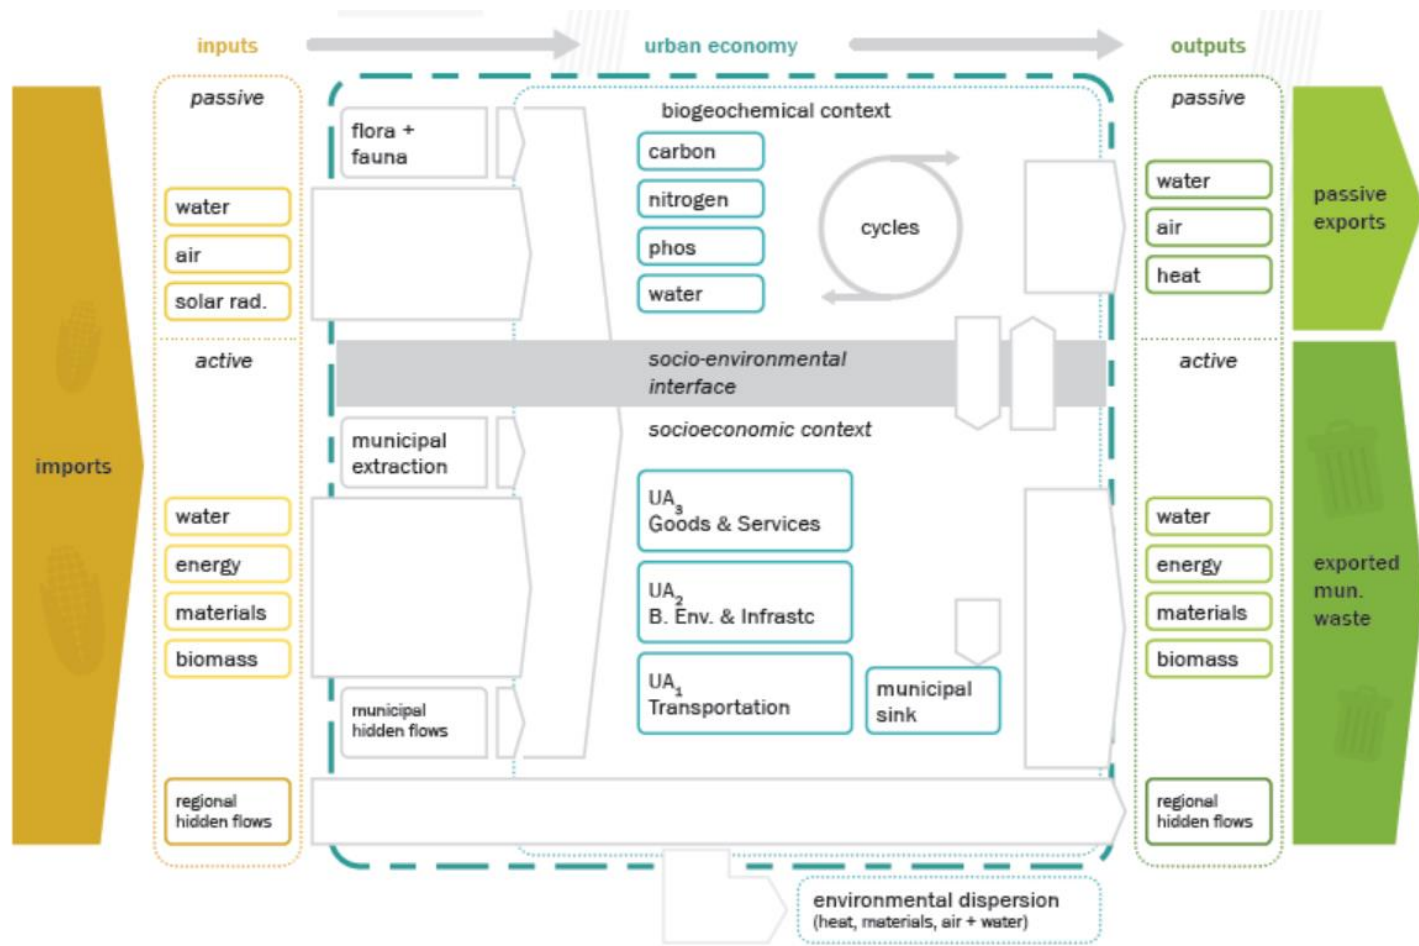 inputs
urban economy
outputs
imports
passive
water
air
solar rad.
active
water
energy
materials
biomass
regional
hidden flows
flora +
fauna
municipal
extraction
municipal
hidden flows
biogeochemical context
carbon
nitrogen
phos
water
cycles
socio-environmental
interface
socioeconomic context
UA3
Goods & Services
UA2
B. Env. & Infrastc
UA1
Transportation
municipal
sink
passive
water
air
heat
active
water
energy
materials
biomass
regional
hidden flows
passive
exports
exported
mun.
waste
environmental dispersion
(heat, materials, air + water)